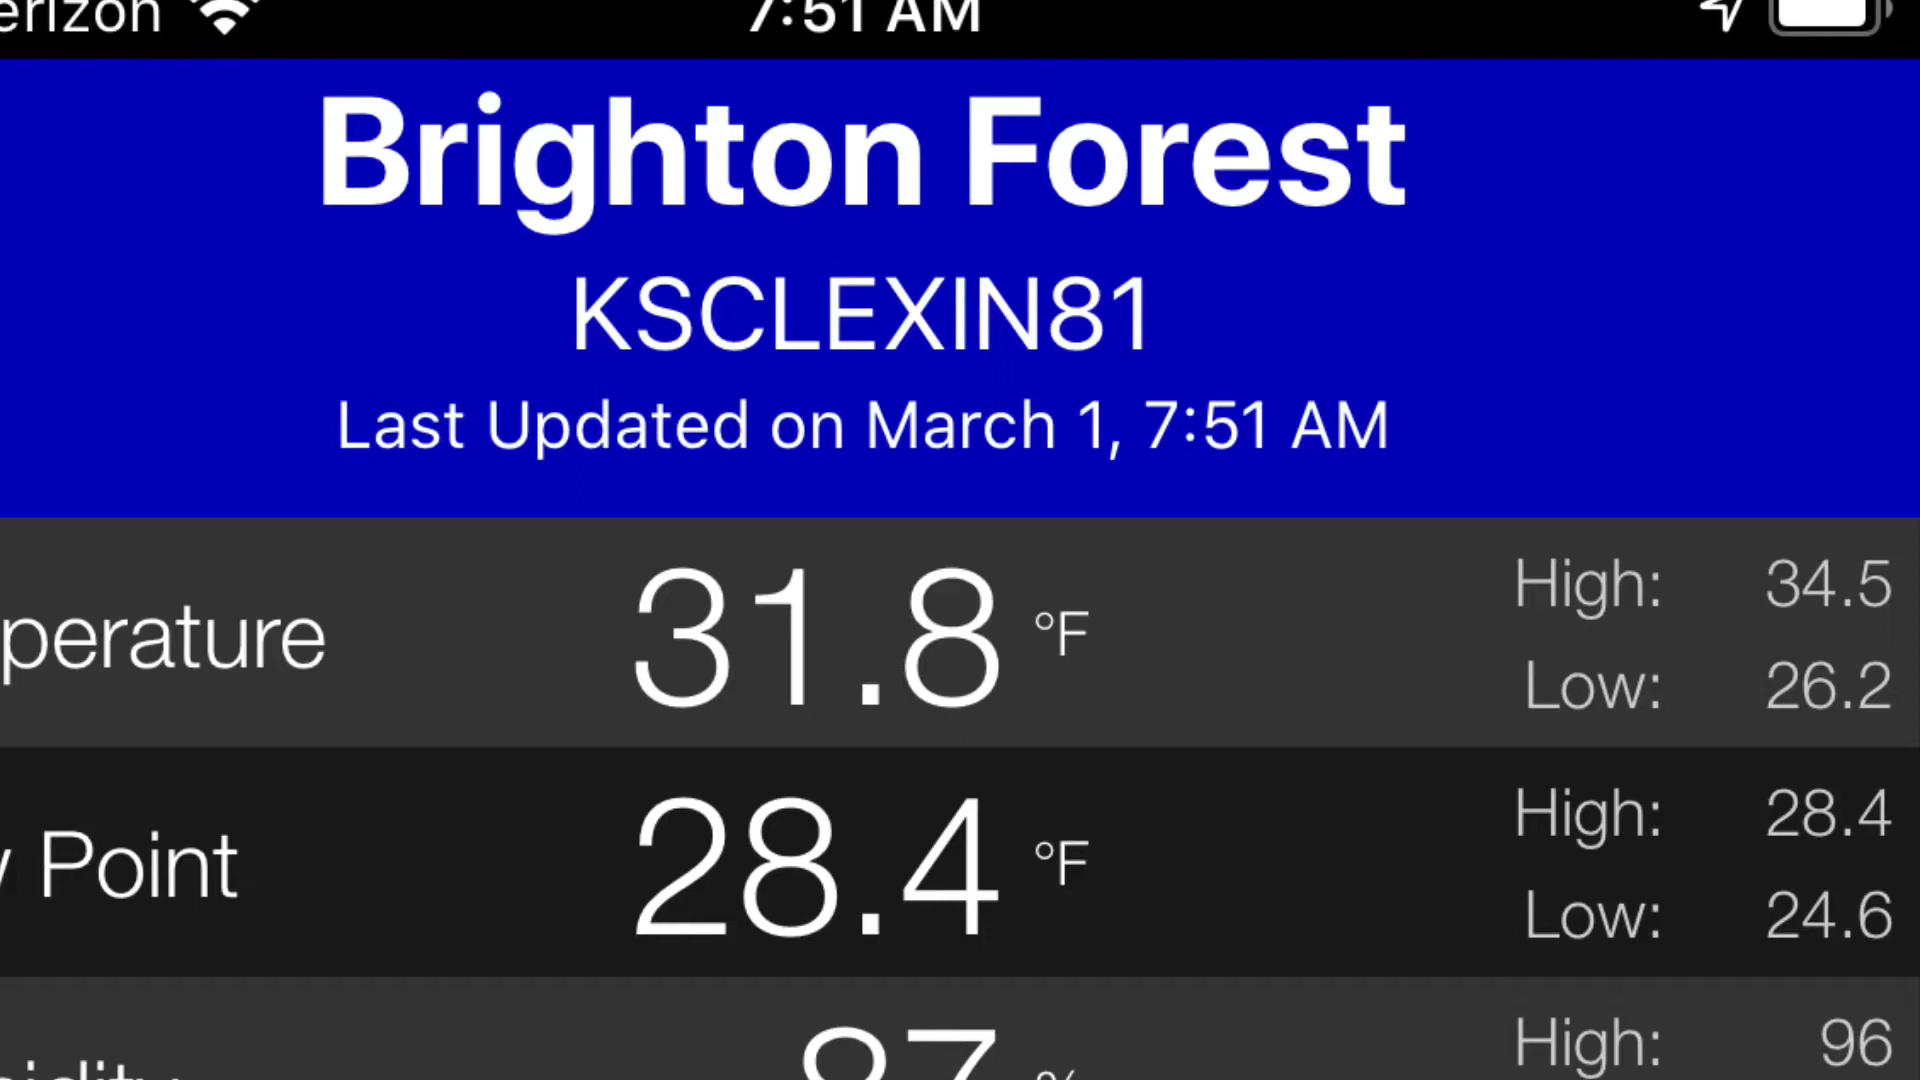 erizon 7:51 AM
Brighton Forest
KSCLEXIN81
Last Updated on March 1, 7:51 AM
perature 31.8 °F High: 34.5
Low: 26.2
Point 28.4 °F High: 28.4
Low: 24.6
High: 96